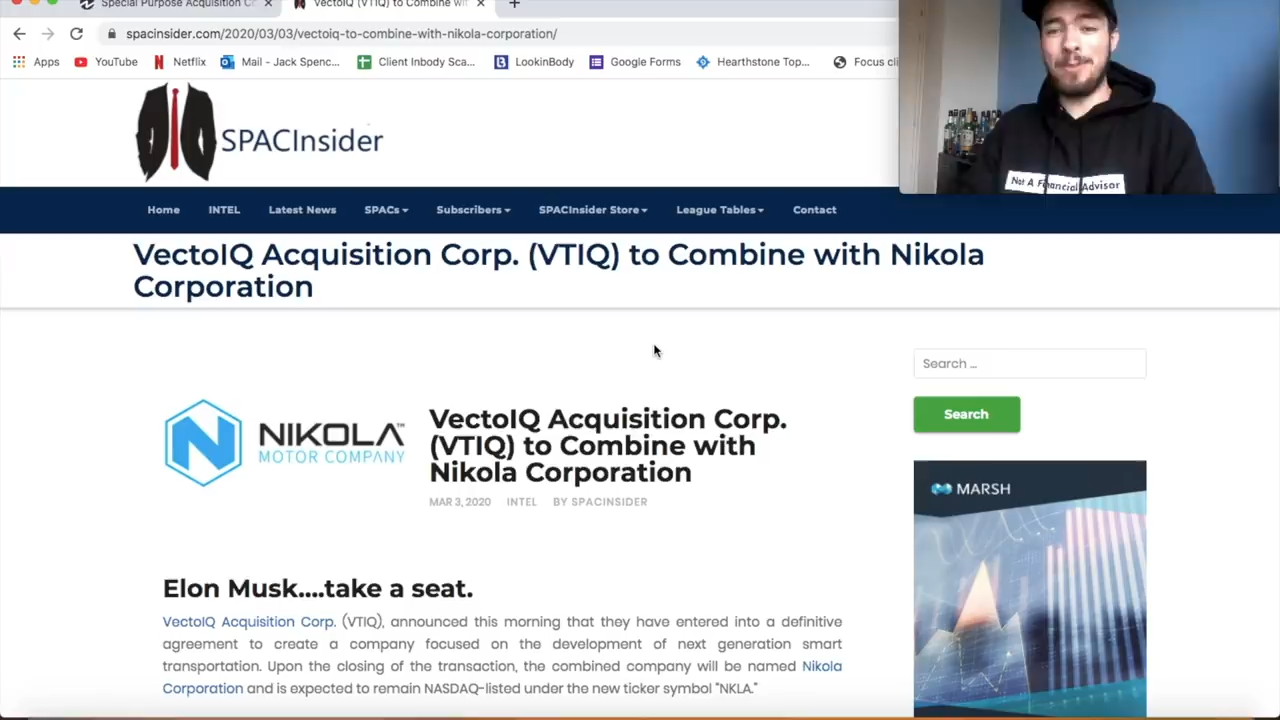 Special Purpose Acquisition C
VectoIQ (VTIQ) to Combine wit
spacinsider.com/2020/03/03/vectoiq-to-combine-with-nikola-corporation/
Apps YouTube Netflix Mail - Jack Spenc... Client Inbody Sca... LookinBody Google Forms Hearthstone Top... Focus cli
SPACInsider
Not A Financial Advisor
Home INTEL Latest News SPACs Subscribers SPACInsider Store League Tables Contact
VectoIQ Acquisition Corp. (VTIQ) to Combine with Nikola
Corporation
Search ...
Search
NIKOLA™
MOTOR COMPANY
VectoIQ Acquisition Corp.
(VTIQ) to Combine with
Nikola Corporation
MAR 3, 2020 INTEL BY SPACINSIDER
MARSH
Elon Musk....take a seat.
VectoIQ Acquisition Corp. (VTIQ), announced this morning that they have entered into a definitive
agreement to create a company focused on the development of next generation smart
transportation. Upon the closing of the transaction, the combined company will be named Nikola
Corporation and is expected to remain NASDAQ-listed under the new ticker symbol "NKLA."